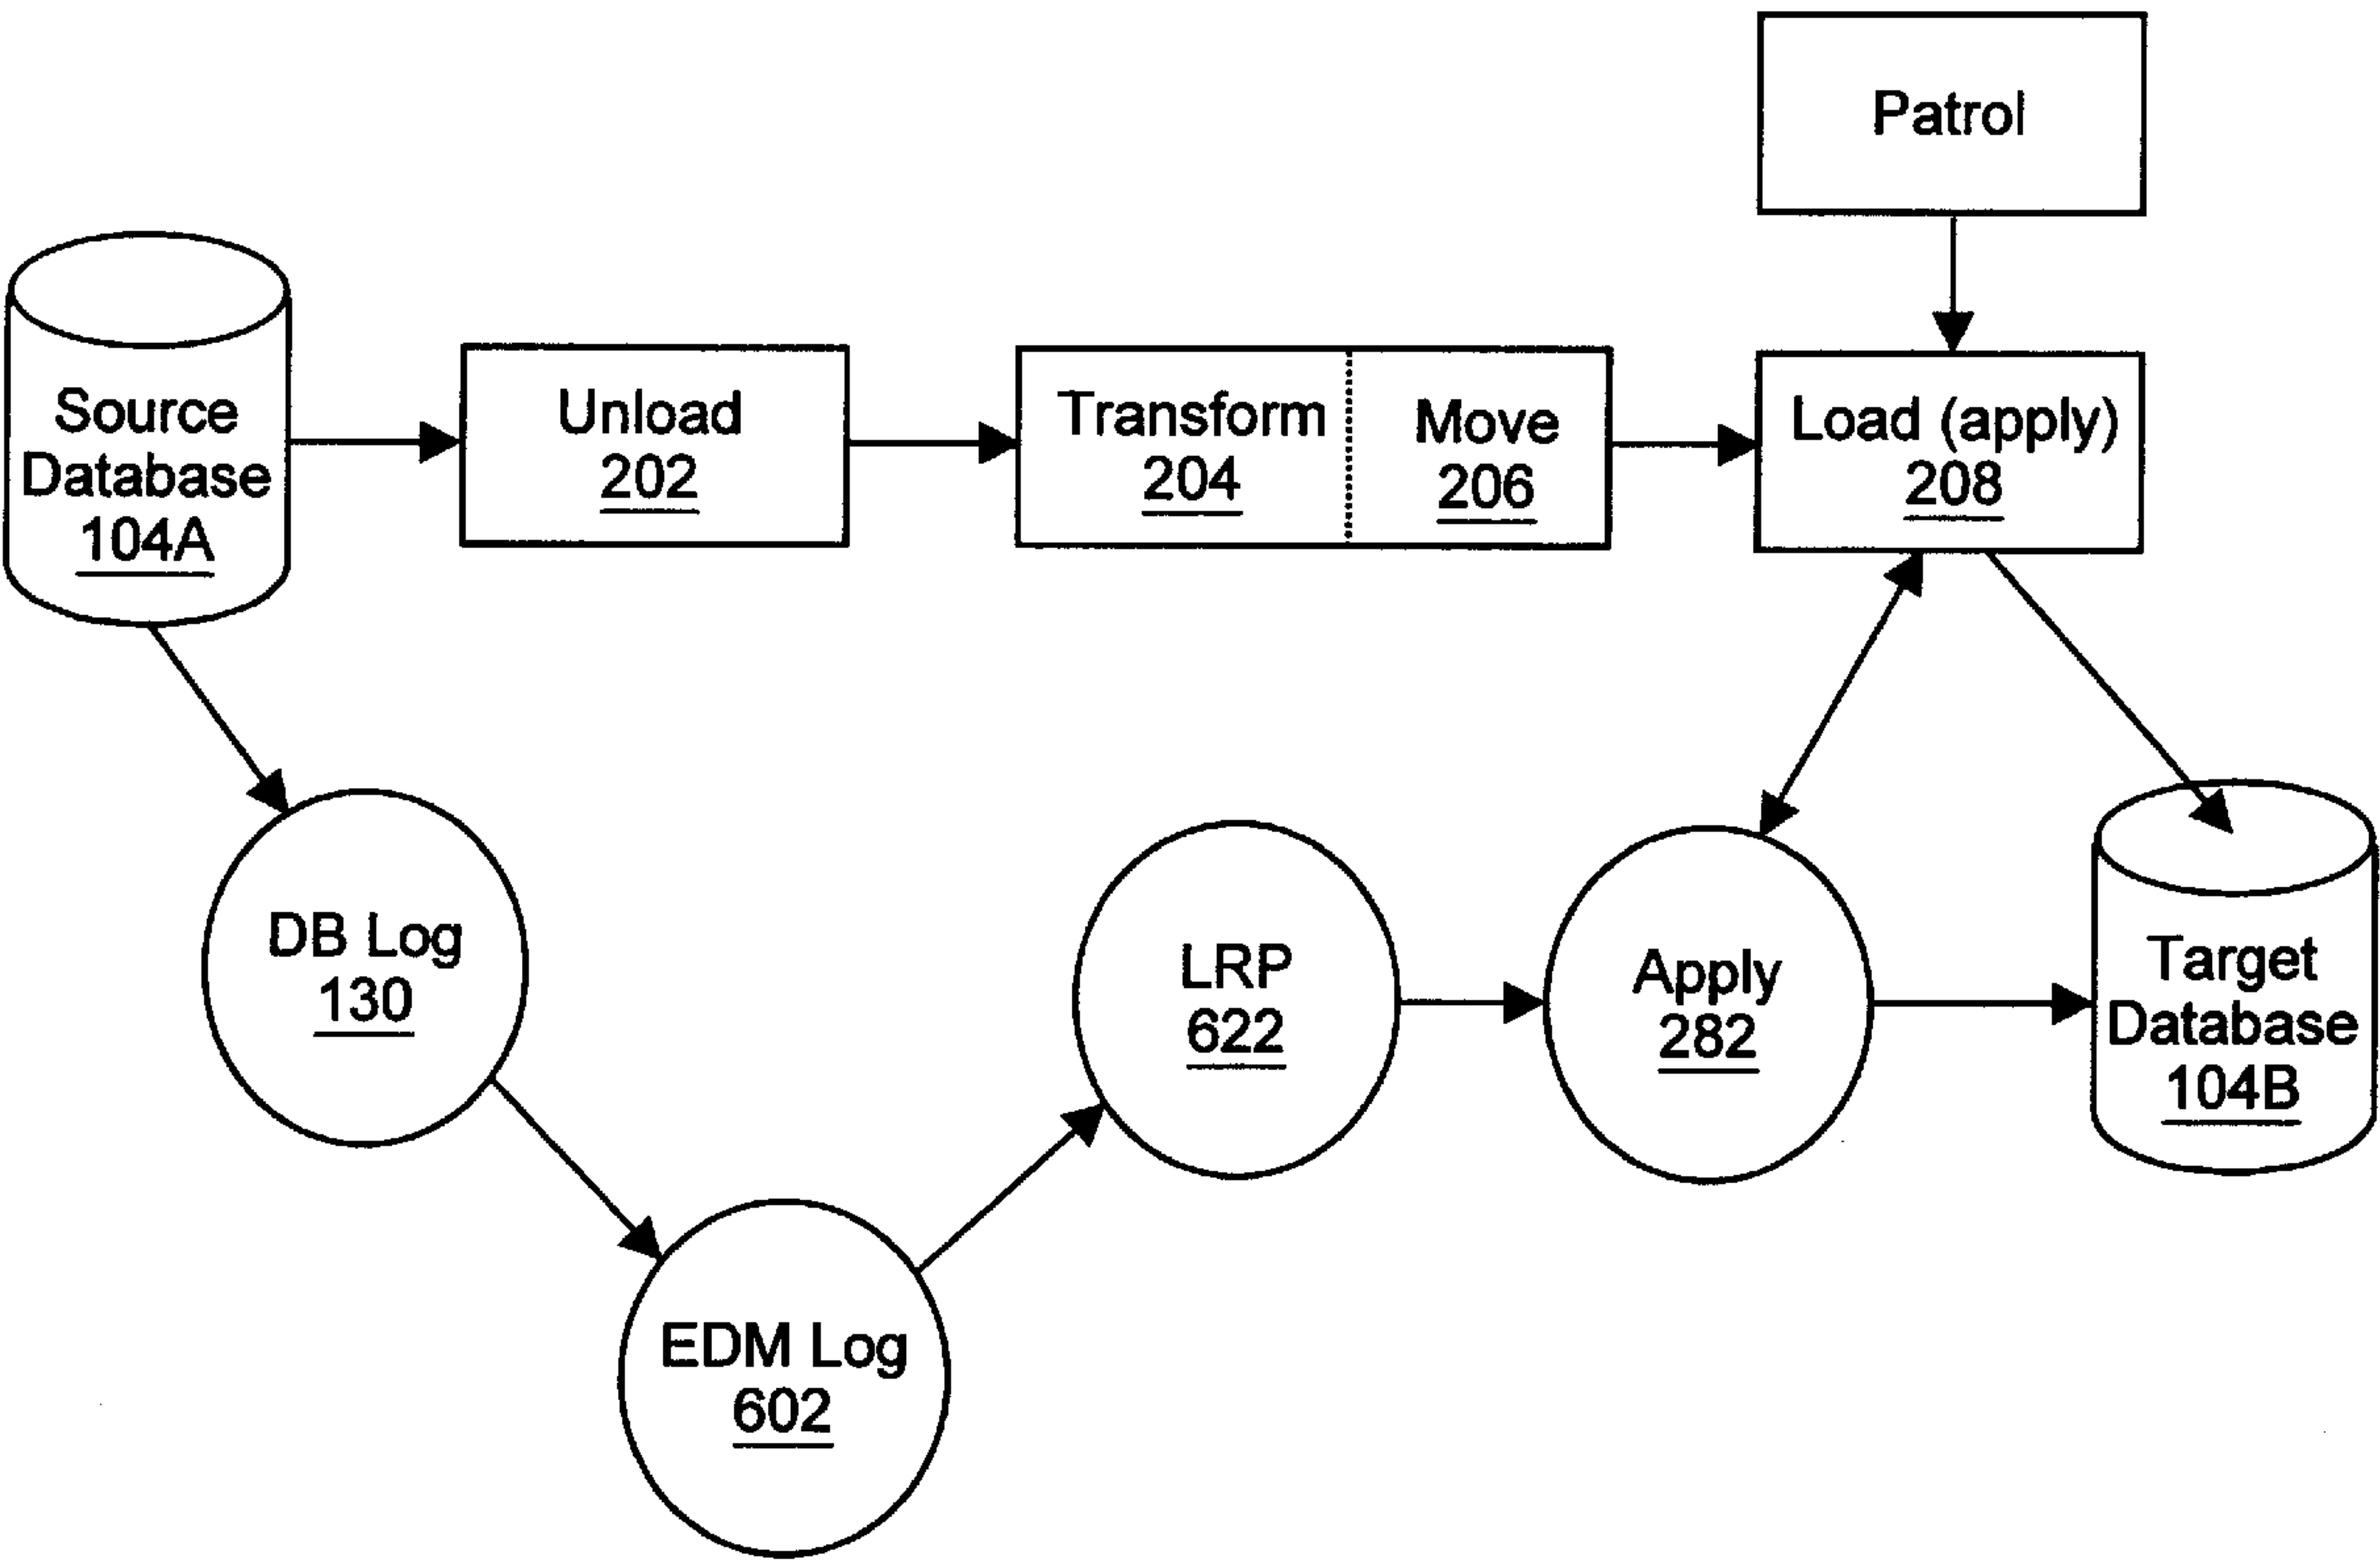 Patrol
Source
Database
104A
Unload
202
Transform
204
Move
206
Load (apply)
208
DB Log
130
LRP
622
Apply
282
Target
Database
104B
EDM Log
602